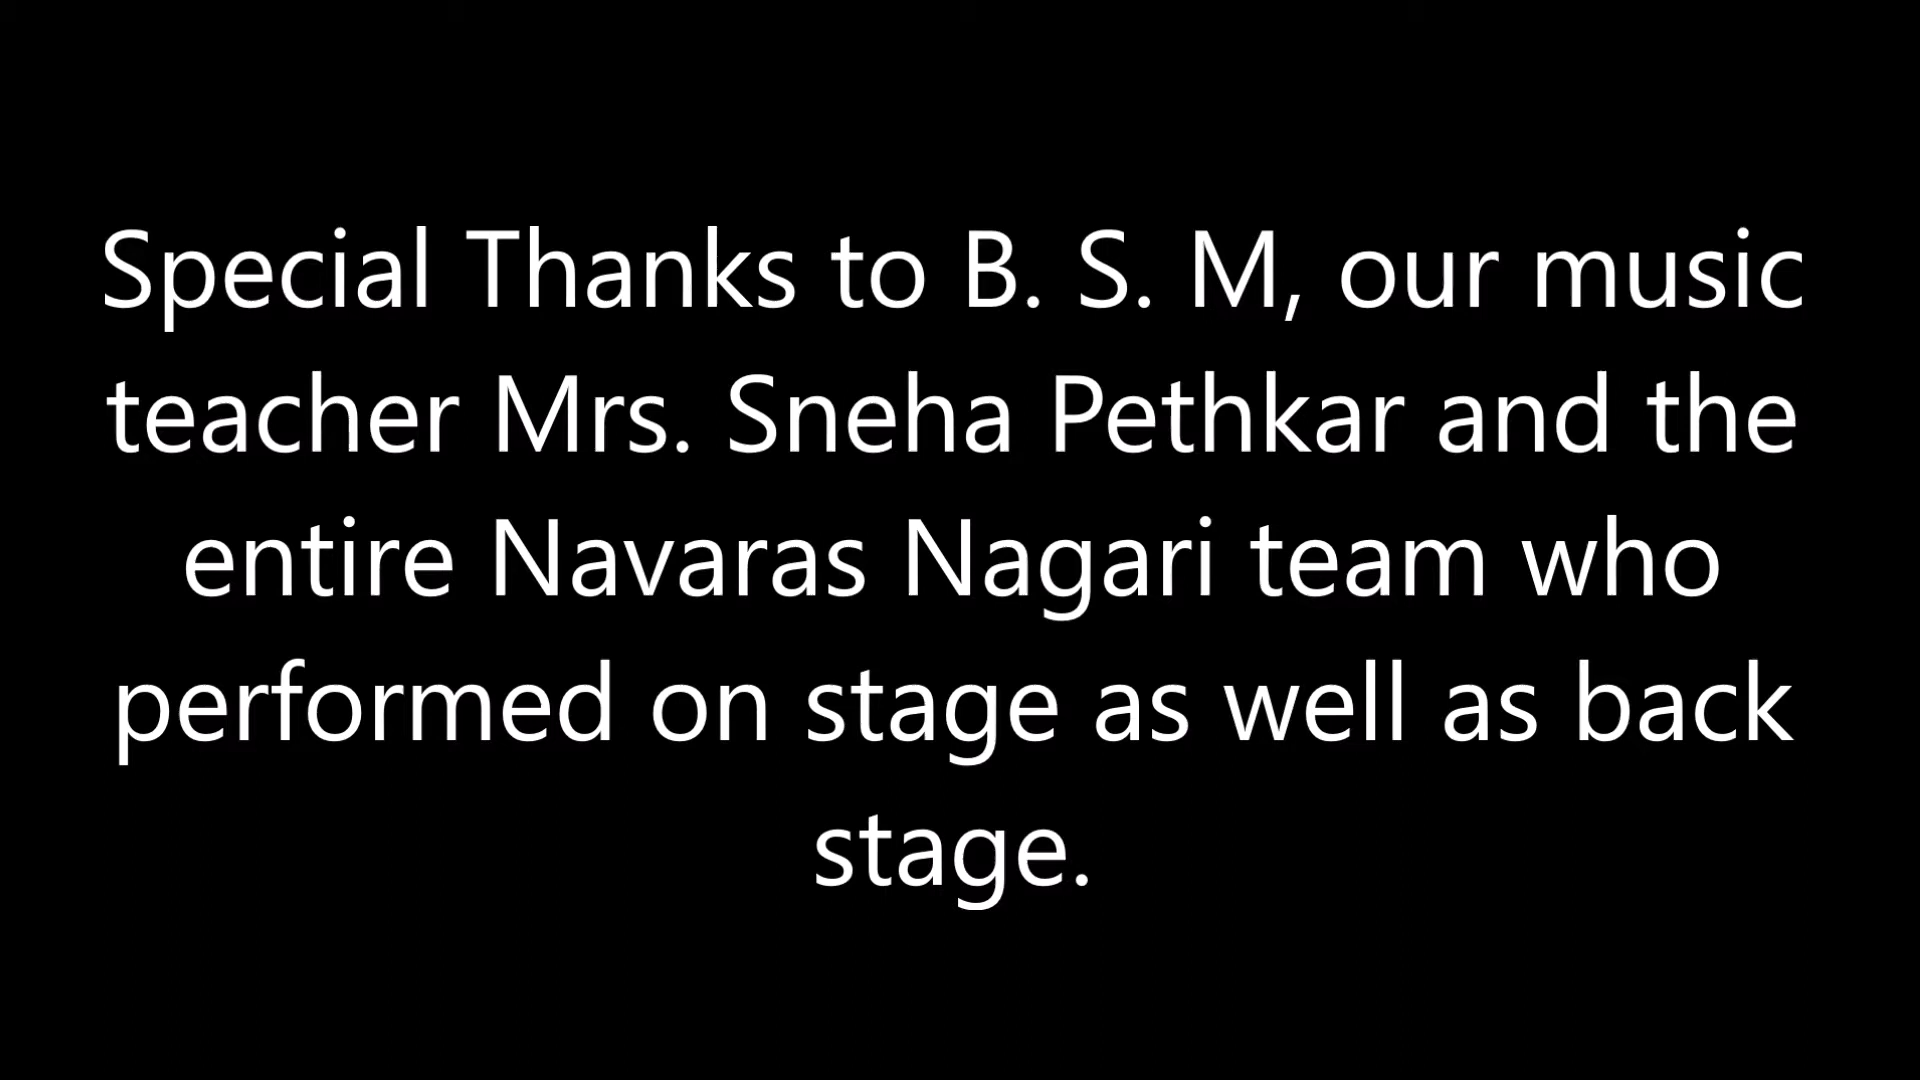 Special Thanks to B. S. M, our music
teacher Mrs. Sneha Pethkar and the
entire Navaras Nagari team who
performed on stage as well as back
stage.